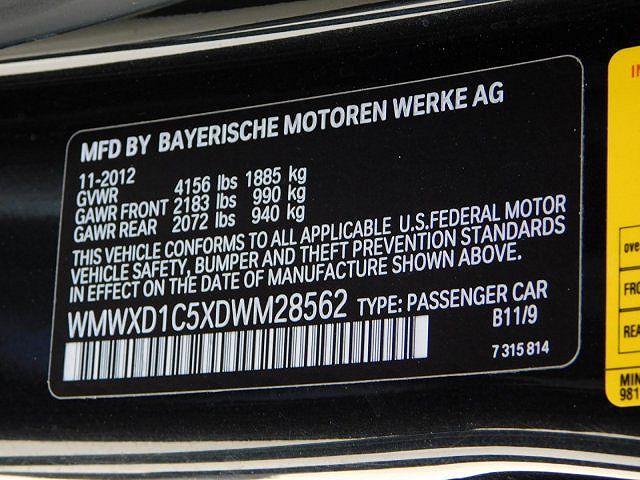 MFD BY BAYERISCHE MOTOREN WERKE AG
11-2012
GVWR 4156 lbs 1885 kg
GAWR FRONT 2183 lbs 990 kg
GAWR REAR 2072 lbs 940 kg
THIS VEHICLE CONFORMS TO ALL APPLICABLE U.S.FEDERAL MOTOR
VEHICLE SAFETY, BUMPER AND THEFT PREVENTION STANDARDS
IN EFFECT ON THE DATE OF MANUFACTURE SHOWN ABOVE.
WMWXD1C5XDWM28562 TYPE: PASSENGER CAR
B11/9
7 315 814
MIN
981